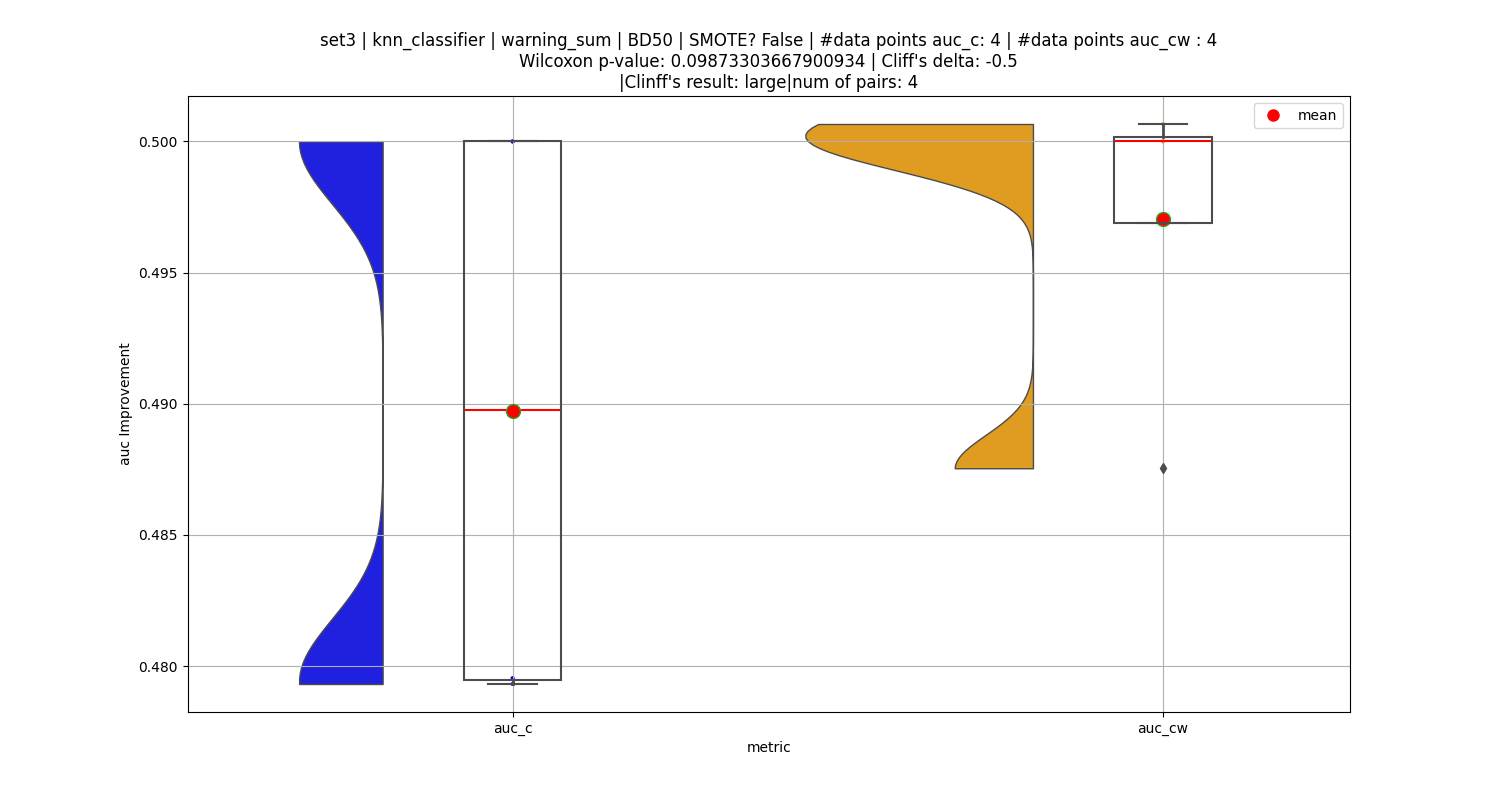 set3 | knn_classifier | warning_sum | BD50 | SMOTE? False | #data points auc_c: 4 | #data points auc_cw : 4
Wilcoxon p-value: 0.09873303667900934 | Cliff's delta: -0.5
|Clinff's result: large|num of pairs: 4
mean
0.500
0.495
0.490
0.485
0.480
auc Improvement
auc_c
auc_cw
metric